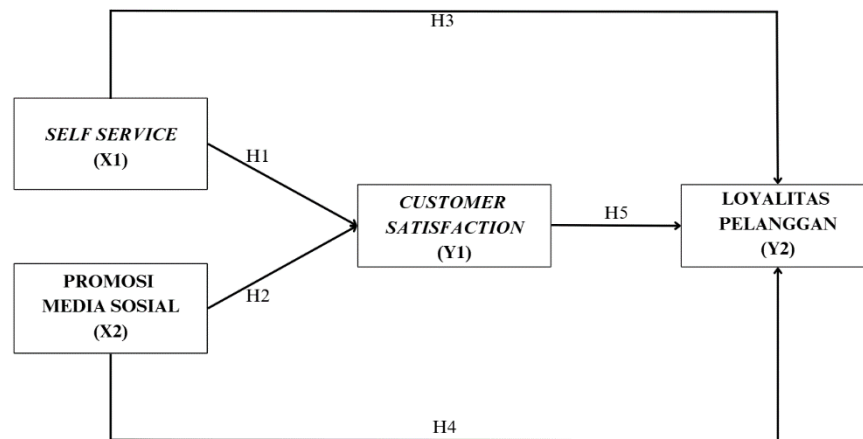 H3
SELF SERVICE
(X1)
H1
CUSTOMER
SATISFACTION
(Y1)
H5
LOYALITAS
PELANGGAN
(Y2)
PROMOSI
MEDIA SOSIAL
(X2)
H2
H4